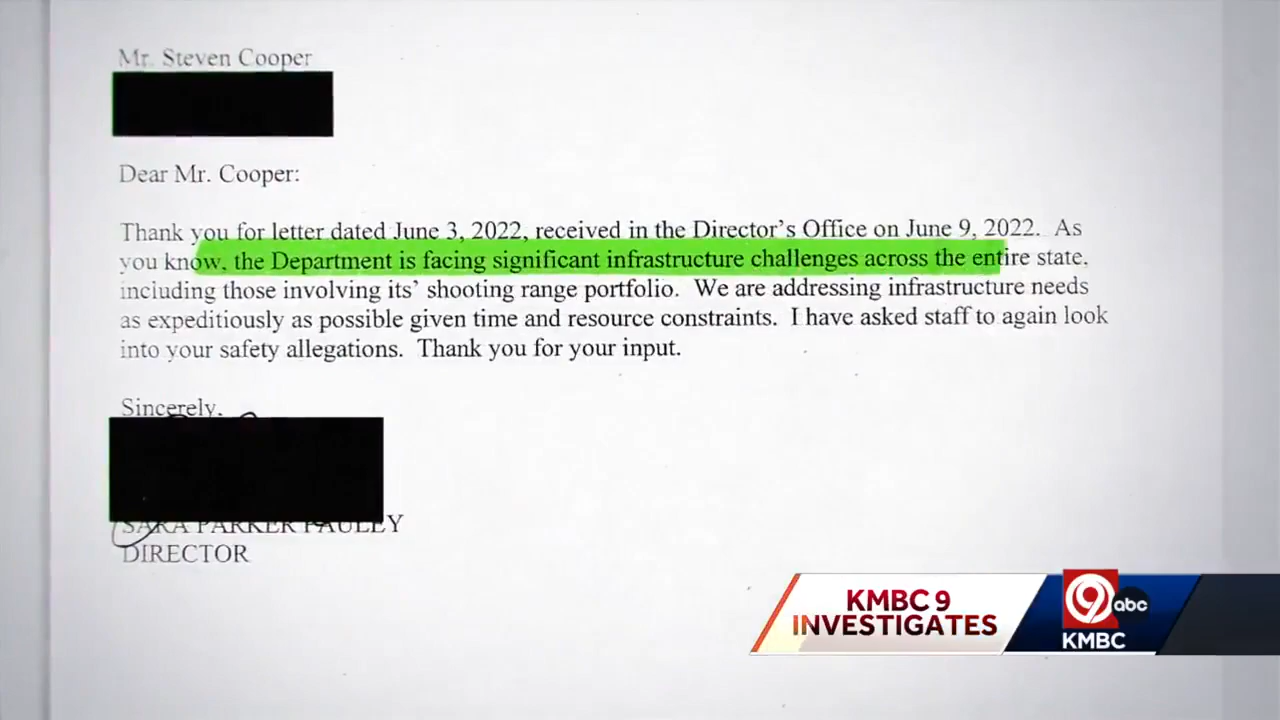 Mr. Steven Cooper
Dear Mr. Cooper:
Thank you for letter dated June 3, 2022, received in the Director's Office on June 9, 2022. As
you know, the Department is facing significant infrastructure challenges across the entire state,
including those involving its' shooting range portfolio. We are addressing infrastructure needs
as expeditiously as possible given time and resource constraints. I have asked staff to again look
into your safety allegations. Thank you for your input.
Sincerely,
SARA PARKER PAULEY
DIRECTOR
KMBC 9
INVESTIGATES
9
abc
KMBC